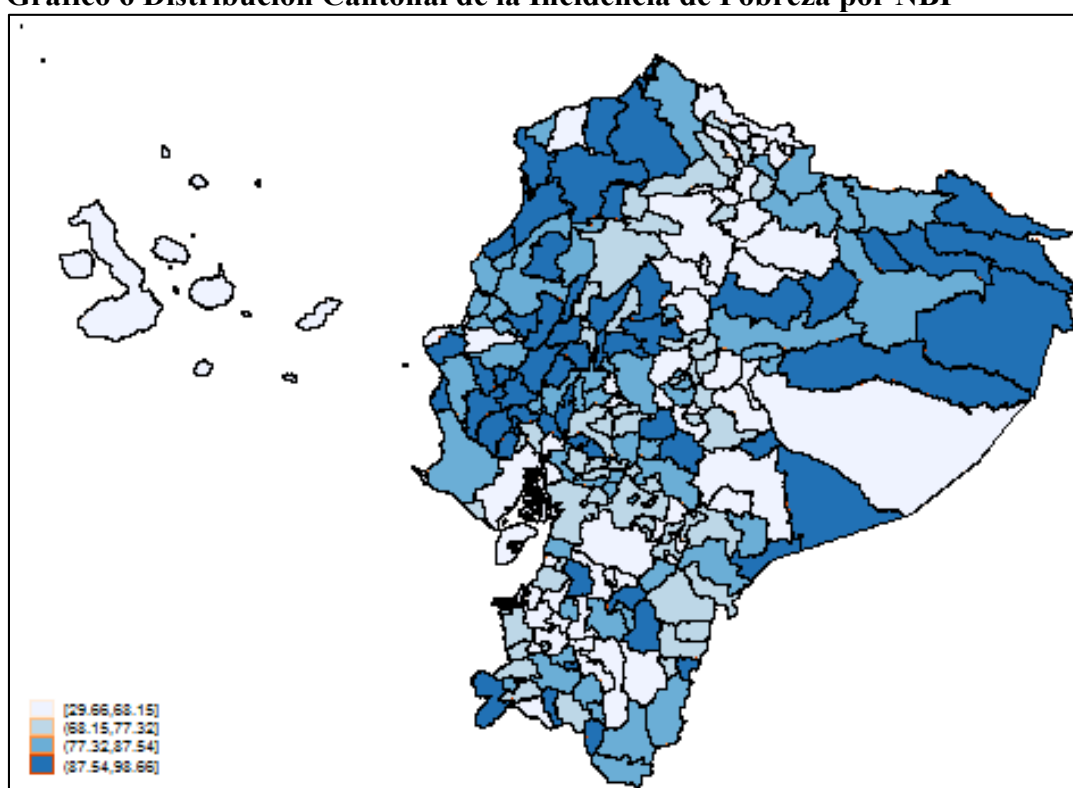 Gráfico 6 Distribución Cantonal de la Incidencia de Pobreza por NBI
[29.66,68.15]
(68.15,77.32]
(77.32,87.54]
(87.54,98.66]